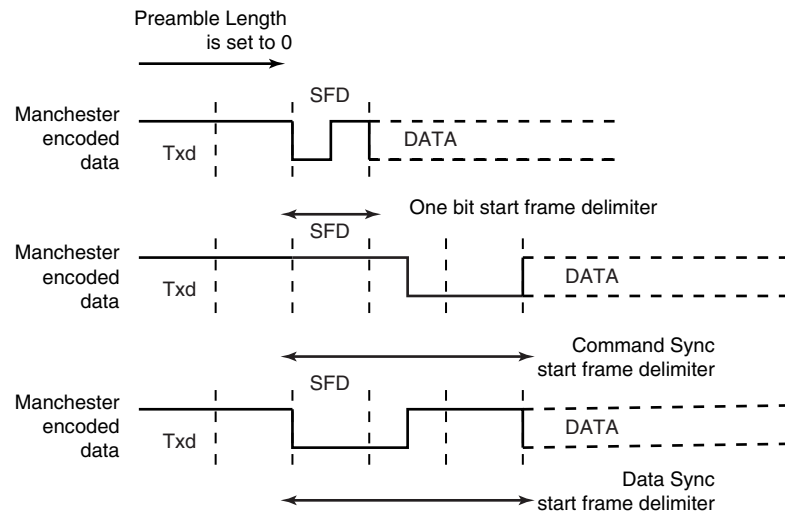 Preamble Length
is set to 0
SFD
Manchester
encoded
data
Txd
DATA
One bit start frame delimiter
SFD
Manchester
encoded
data
Txd
DATA
Command Sync
start frame delimiter
SFD
Manchester
encoded
data
Txd
DATA
Data Sync
start frame delimiter